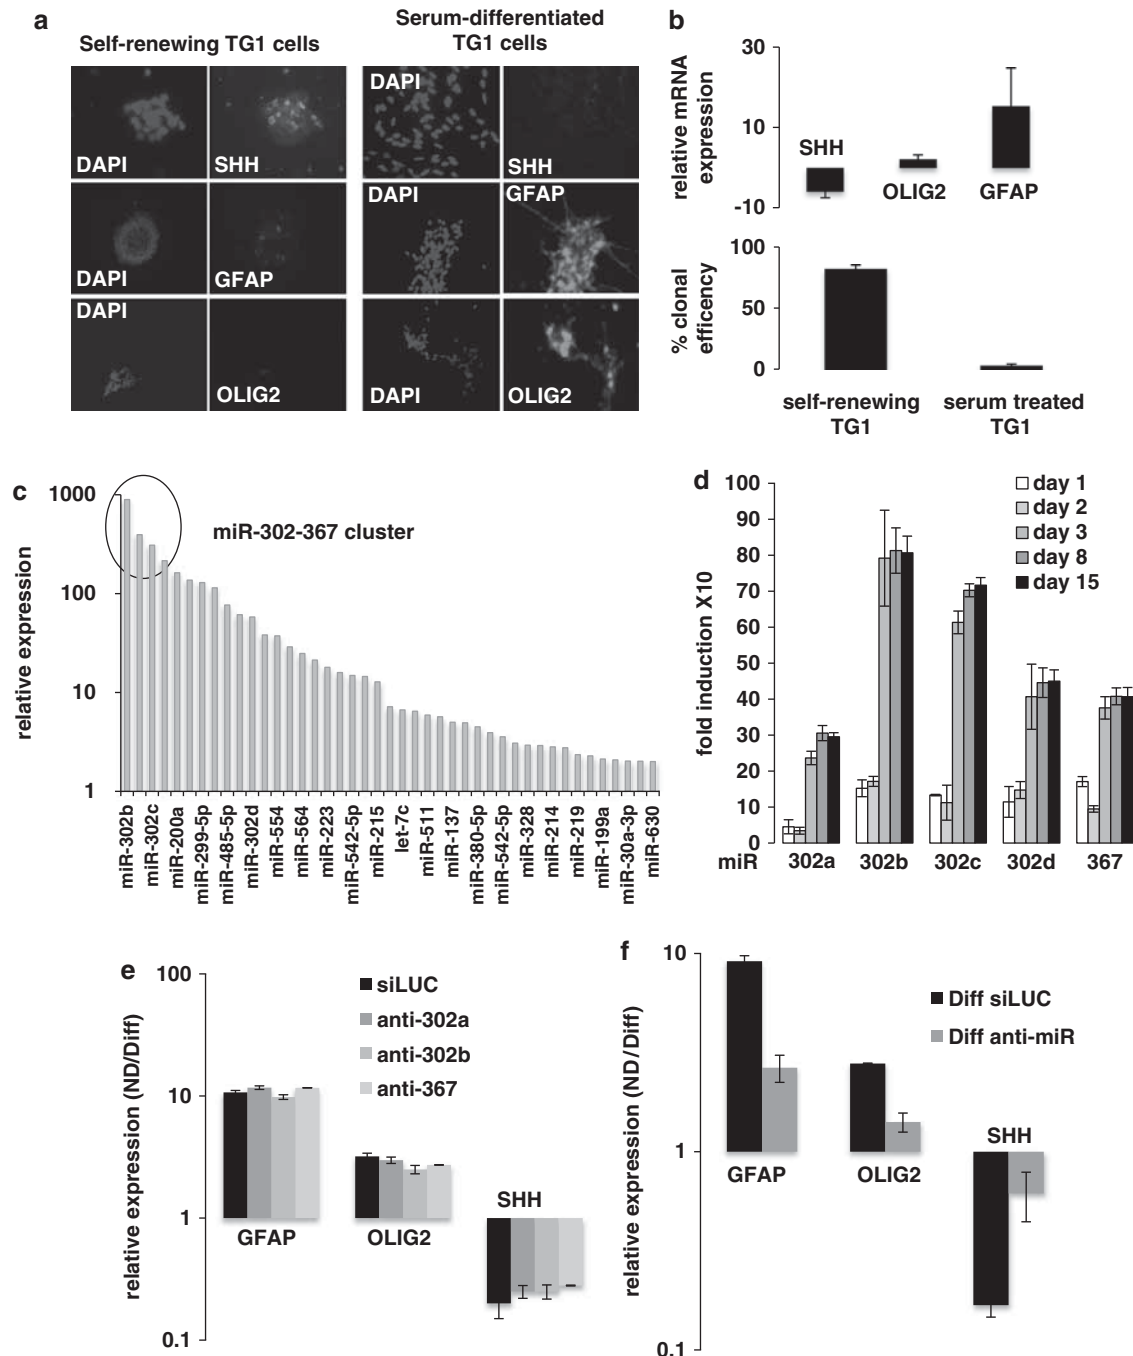 a
Self-renewing TG1 cells
Serum-differentiated
TG1 cells
DAPI
SHH
DAPI
SHH
DAPI
GFAP
DAPI
GFAP
DAPI
OLIG2
DAPI
OLIG2
b
relative mRNA
expression
30
10
-10
SHH
OLIG2
GFAP
% clonal
efficency
100
50
0
self-renewing
TG1
serum treated
TG1
c
relative expression
1000
100
10
1
miR-302-367 cluster
miR-302b
miR-302c
miR-200a
miR-299-5p
miR-485-5p
miR-302d
miR-554
miR-564
miR-223
miR-542-5p
miR-215
let-7c
miR-511
miR-137
miR-380-5p
miR-542-5p
miR-328
miR-214
miR-219
miR-199a
miR-30a-3p
miR-630
d
fold induction X10
100
90
80
70
60
50
40
30
20
10
0
day 1
day 2
day 3
day 8
day 15
miR 302a 302b 302c 302d 367
e
relative expression (ND/Diff)
100
10
1
0.1
siLUC
anti-302a
anti-302b
anti-367
GFAP
OLIG2
SHH
f
relative expression (ND/Diff)
10
1
0.1
Diff siLUC
Diff anti-miR
GFAP
OLIG2
SHH